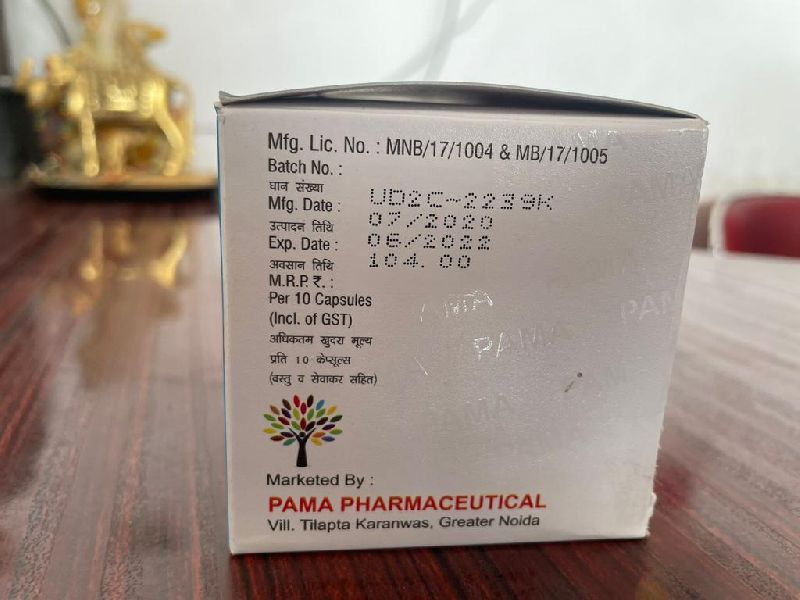 Mfg. Lic. No. : MNB/17/1004 & MB/17/1005
Batch No. :
घान संख्या
UD2C-2239K
Mfg. Date :
07/2020
उत्पादन तिथि
Exp. Date :
06/2022
अवसान तिथि
104.00
M.R.P. ₹. :
Per 10 Capsules
(Incl. of GST)
अधिकतम खुदरा मूल्य
प्रति 10 केप्सूल्स
(वस्तु व सेवाकर सहित)
PAMA
PAMA
PAMA
PAMA
Marketed By :
PAMA PHARMACEUTICAL
Vill. Tilapta Karanwas, Greater Noida